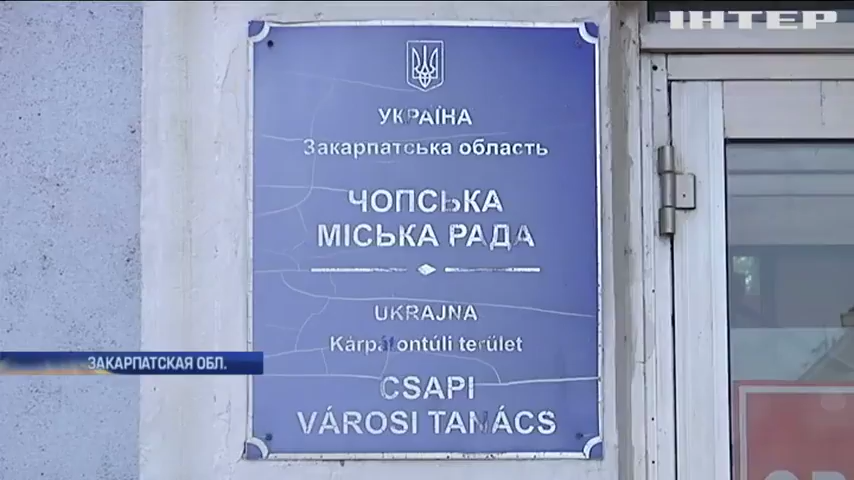 ІНТЕР
УКРАЇНА
Закарпатська область
ЧОПСЬКА
МІСЬКА РАДА
UKRAJNA
Kárpátontúli terület
CSAPI
VÁROSI TANÁCS
ЗАКАРПАТСКАЯ ОБЛ.